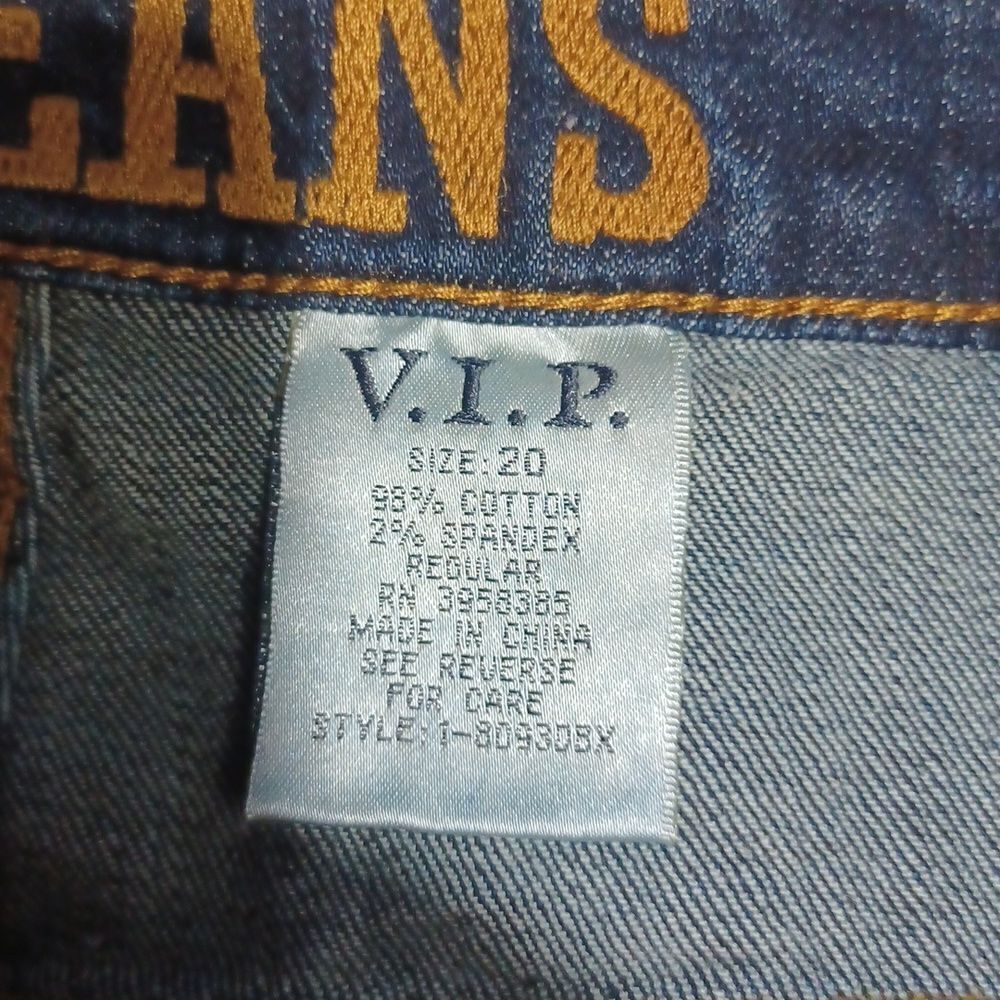 EANS
V.I.P.
SIZE: 20
98% COTTON
2% SPANDEX
REGULAR
RN 3958385
MADE IN CHINA
SEE REVERSE
FOR CARE
STYLE: 1-80930BX